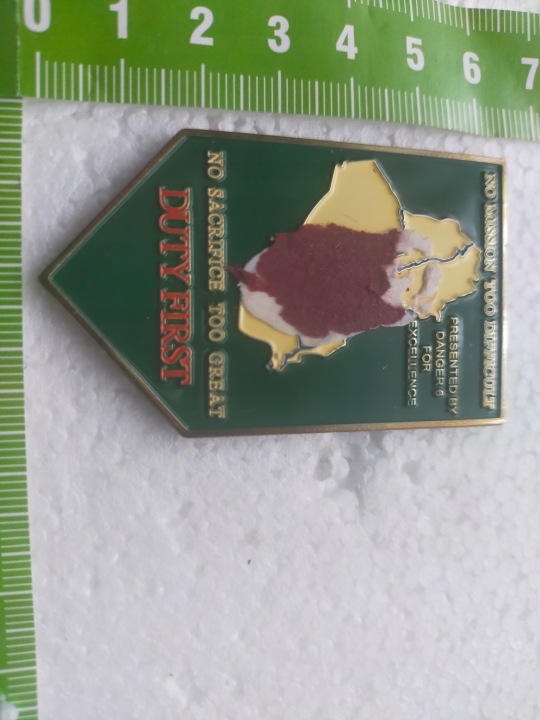 0 1 2 3 4 5 6 7
NO MISSION TOO DIFFICULT
PRESENTED BY
DANGER 6
FOR
EXCELLENCE
NO SACRIFICE TOO GREAT
DUTY FIRST